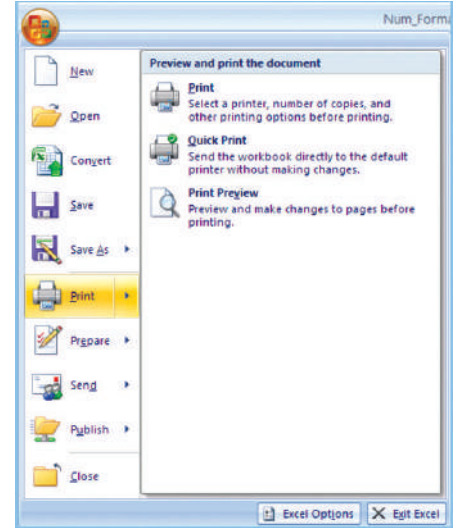 Num_Forma
New
Open
Convert
Save
Save As
Print
Prepare
Send
Publish
Close
Preview and print the document
Print
Select a printer, number of copies, and
other printing options before printing.
Quick Print
Send the workbook directly to the default
printer without making changes.
Print Preview
Preview and make changes to pages before
printing.
Excel Options
Exit Excel